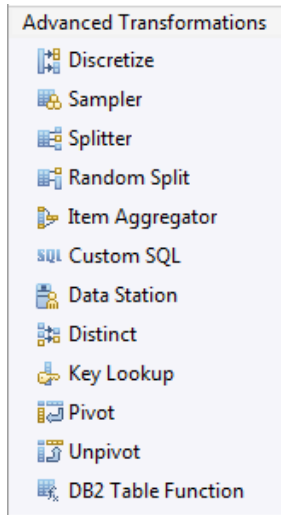 Advanced Transformations
Discretize
Sampler
Splitter
Random Split
Item Aggregator
SQL Custom SQL
Data Station
Distinct
Key Lookup
Pivot
Unpivot
DB2 Table Function